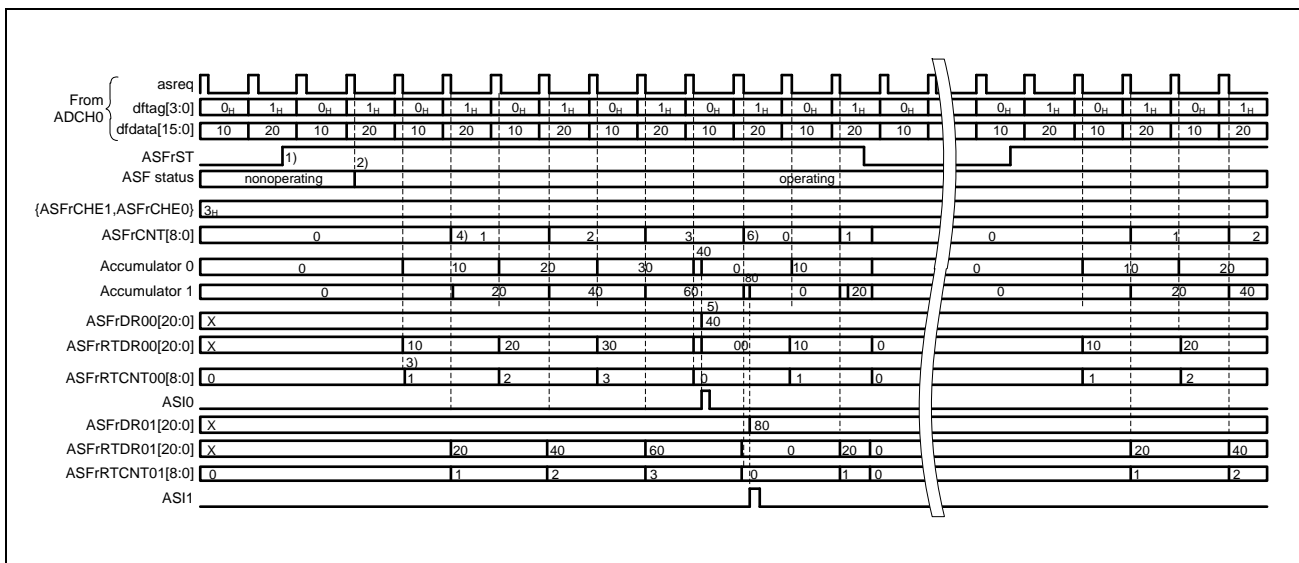 From
ADCH0
asreq
dftag[3:0] 0H 1H 0H 1H 0H 1H 0H 1H 0H 1H 0H 1H 0H 1H 0H 0H 1H 0H 1H 0H 1H
dfdata[15:0] 10 20 10 20 10 20 10 20 10 20 10 20 10 20 10 10 20 10 20 10 20
ASFrST 1) 2)
ASF status nonoperating operating
{ASFrCHE1,ASFrCHE0} 3H
ASFrCNT[8:0] 0 4) 1 2 3 6) 0 1 0 1 2
40
Accumulator 0 0 10 20 30 0 10 0 10 20
80
Accumulator 1 0 20 40 60 0 20 0 20 40
5)
ASFrDR00[20:0] X 40
ASFrRTDR00[20:0] X 10 20 30 00 10 0 10 20
3)
ASFrRTCNT00[8:0] 0 1 2 3 0 1 0 1 2
ASI0
ASFrDR01[20:0] X 80
ASFrRTDR01[20:0] X 20 40 60 0 20 0 20 40
ASFrRTCNT01[8:0] 0 1 2 3 0 1 0 1 2
ASI1